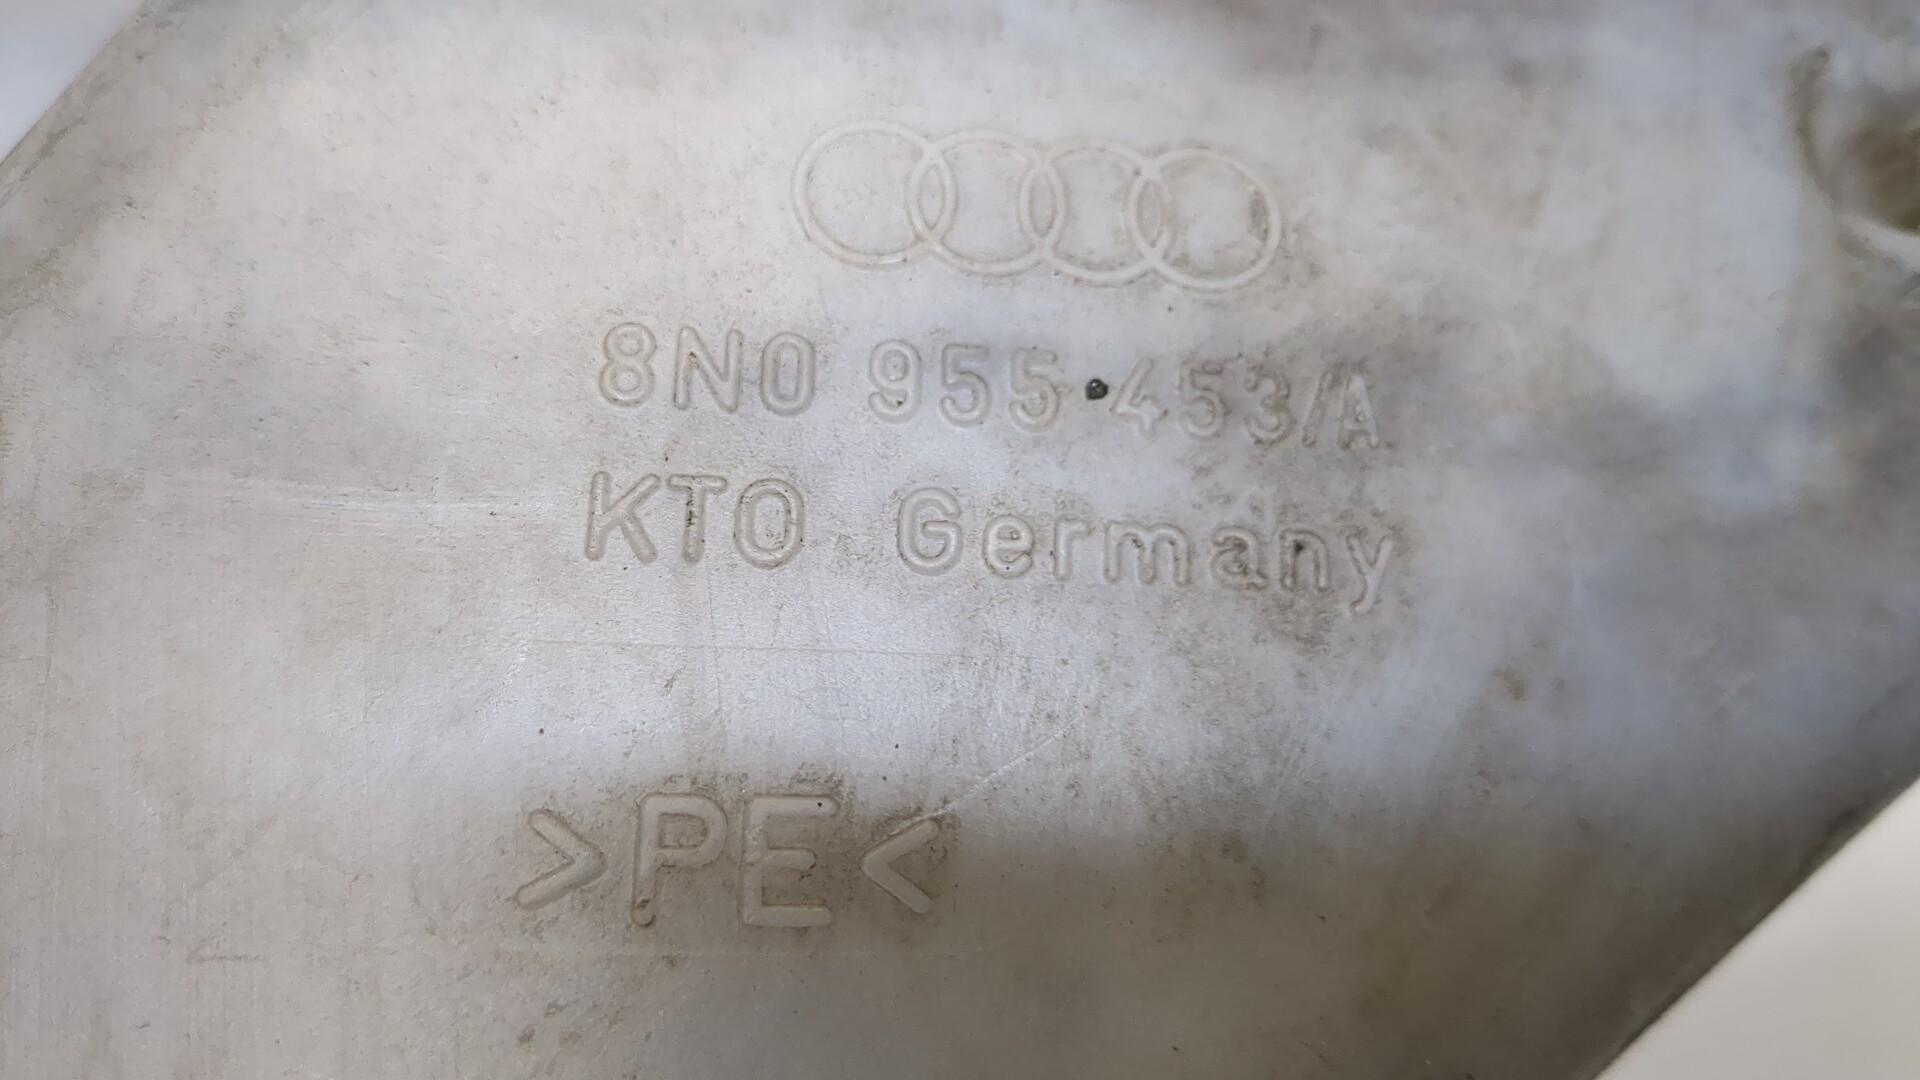 8N0 955 453/A
KTO Germany
>PE<